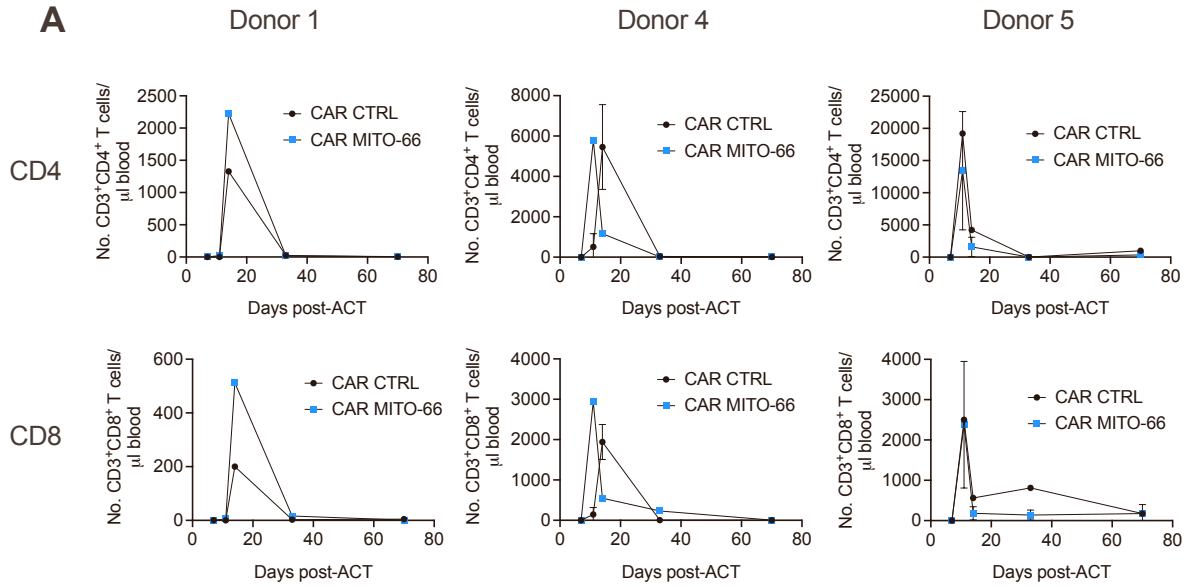 A
Donor 1
Donor 4
Donor 5
CD4
No. CD3⁺CD4⁺ T cells/
µl blood
2500
2000
1500
1000
500
0
CAR CTRL
CAR MITO-66
0 20 40 60 80
Days post-ACT
No. CD3⁺CD4⁺ T cells/
µl blood
8000
6000
4000
2000
0
CAR CTRL
CAR MITO-66
0 20 40 60 80
Days post-ACT
No. CD3⁺CD4⁺ T cells/
µl blood
25000
20000
15000
10000
5000
0
CAR CTRL
CAR MITO-66
0 20 40 60 80
Days post-ACT
CD8
No. CD3⁺CD8⁺ T cells/
µl blood
600
400
200
0
CAR CTRL
CAR MITO-66
0 20 40 60 80
Days post-ACT
No. CD3⁺CD8⁺ T cells/
µl blood
4000
3000
2000
1000
0
CAR CTRL
CAR MITO-66
0 20 40 60 80
Days post-ACT
No. CD3⁺CD8⁺ T cells/
µl blood
4000
3000
2000
1000
0
CAR CTRL
CAR MITO-66
0 20 40 60 80
Days post-ACT